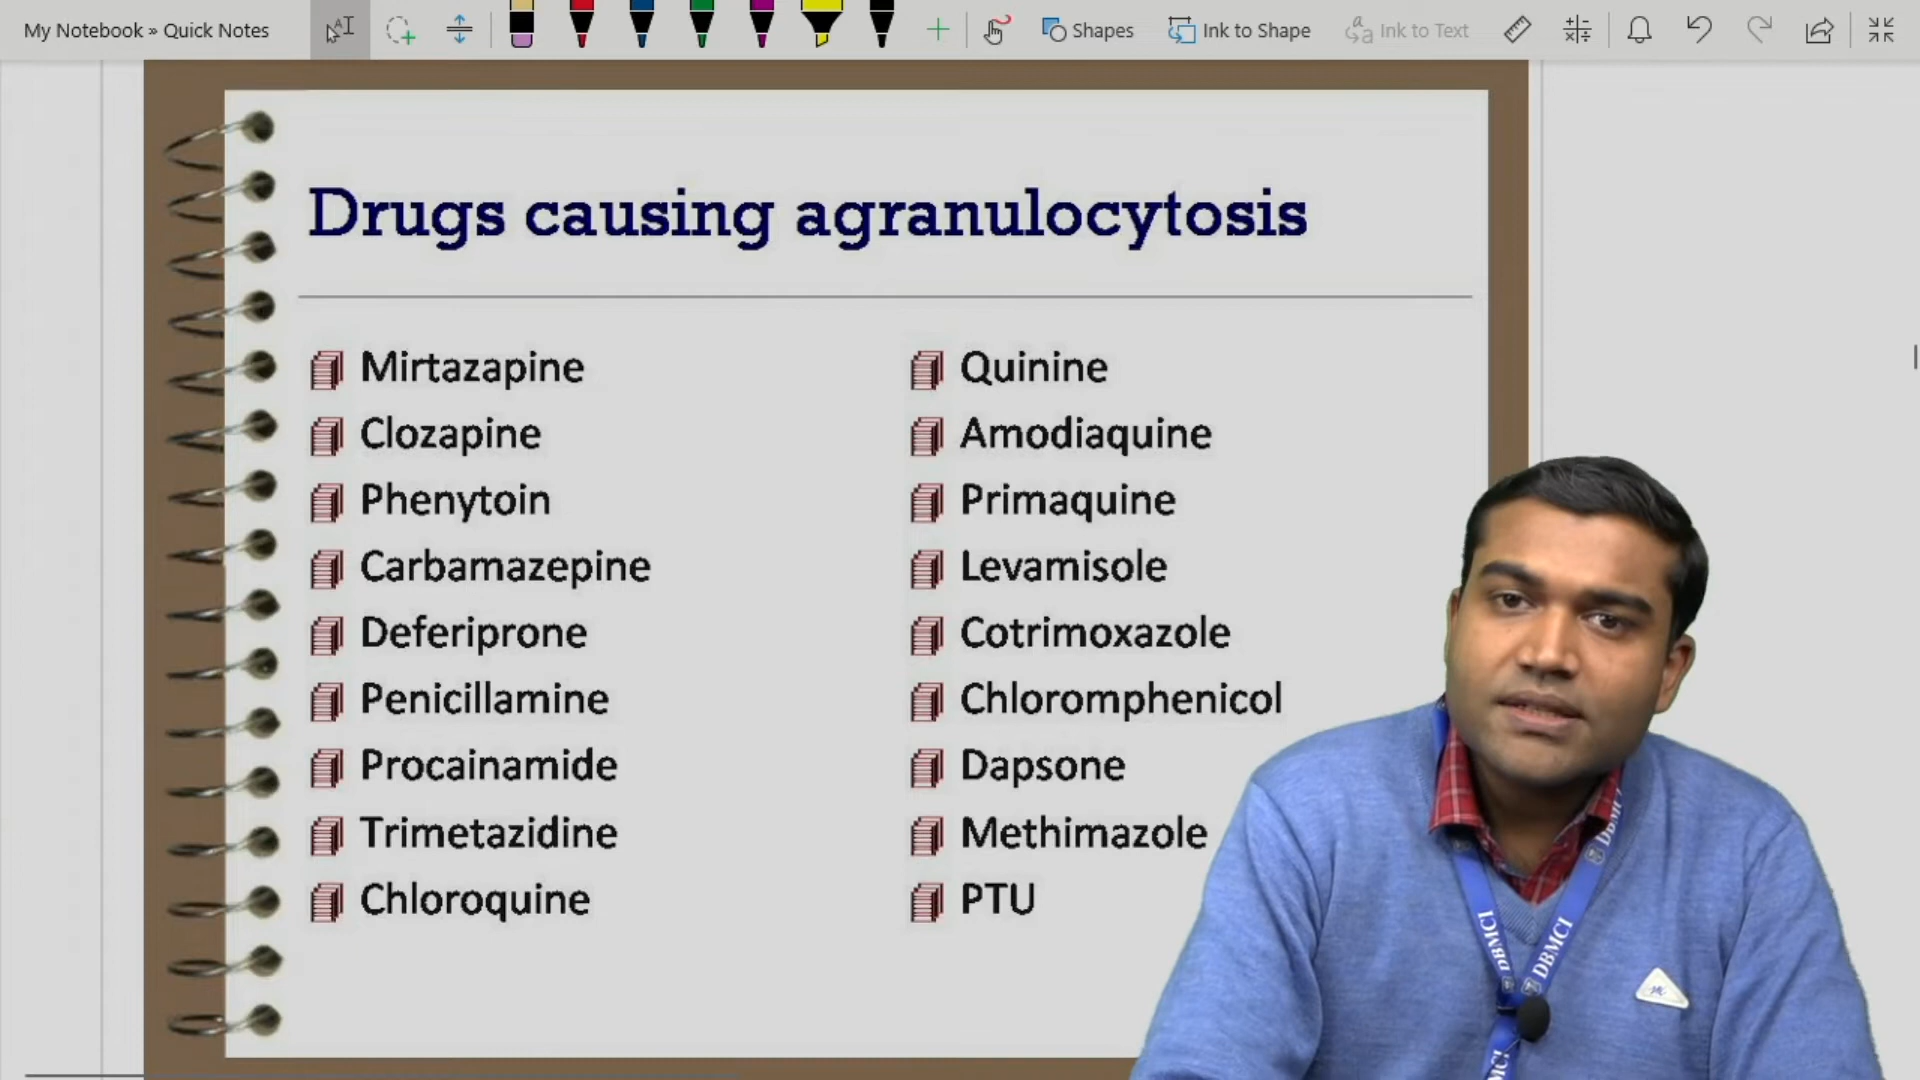 My Notebook » Quick Notes
Shapes
Ink to Shape
Ink to Text
Drugs causing agranulocytosis
Mirtazapine
Clozapine
Phenytoin
Carbamazepine
Deferiprone
Penicillamine
Procainamide
Trimetazidine
Chloroquine
Quinine
Amodiaquine
Primaquine
Levamisole
Cotrimoxazole
Chloromphenicol
Dapsone
Methimazole
PTU
DBMCI
DBMCI